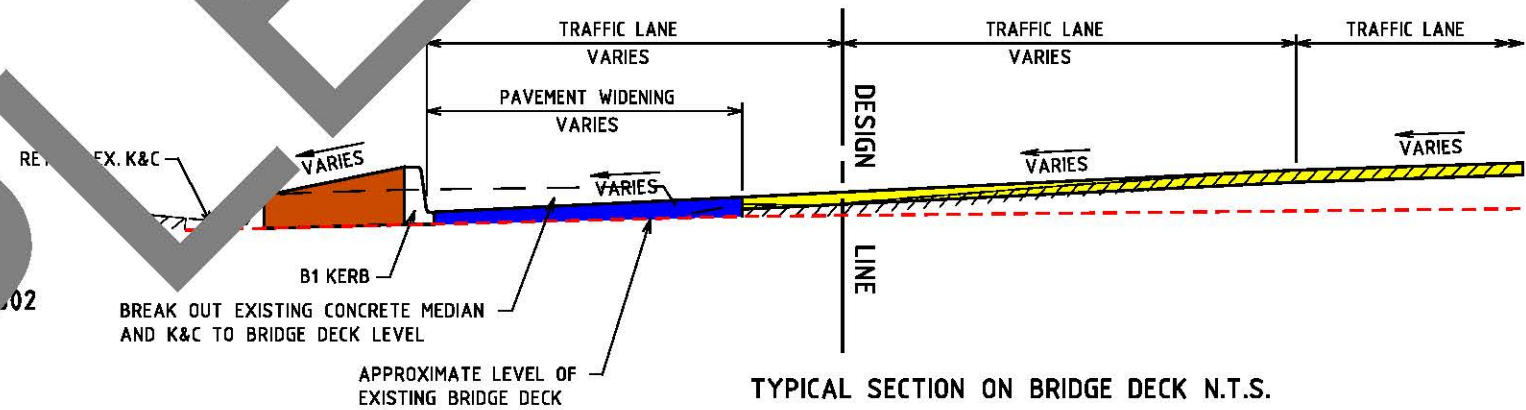 TRAFFIC LANE
VARIES
TRAFFIC LANE
VARIES
TRAFFIC LANE
PAVEMENT WIDENING
VARIES
DESIGN
LINE
EX. K&C
VARIES
VARIES
VARIES
VARIES
B1 KERB
BREAK OUT EXISTING CONCRETE MEDIAN
AND K&C TO BRIDGE DECK LEVEL
APPROXIMATE LEVEL OF
EXISTING BRIDGE DECK
TYPICAL SECTION ON BRIDGE DECK N.T.S.